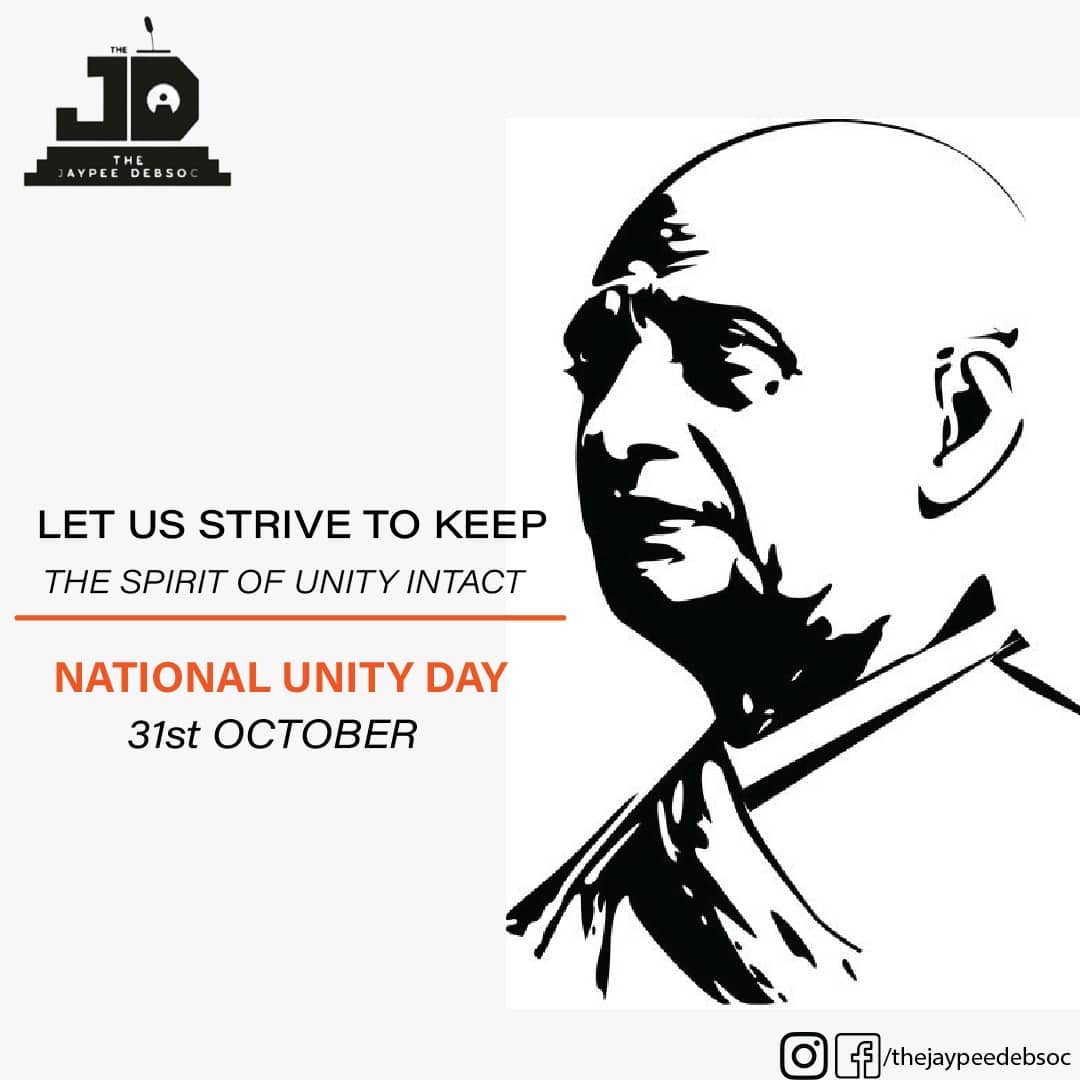 THE
JD
THE
JAYPEE DEBSOC
LET US STRIVE TO KEEP
THE SPIRIT OF UNITY INTACT
NATIONAL UNITY DAY
31st OCTOBER
/thejaypeedebsoc